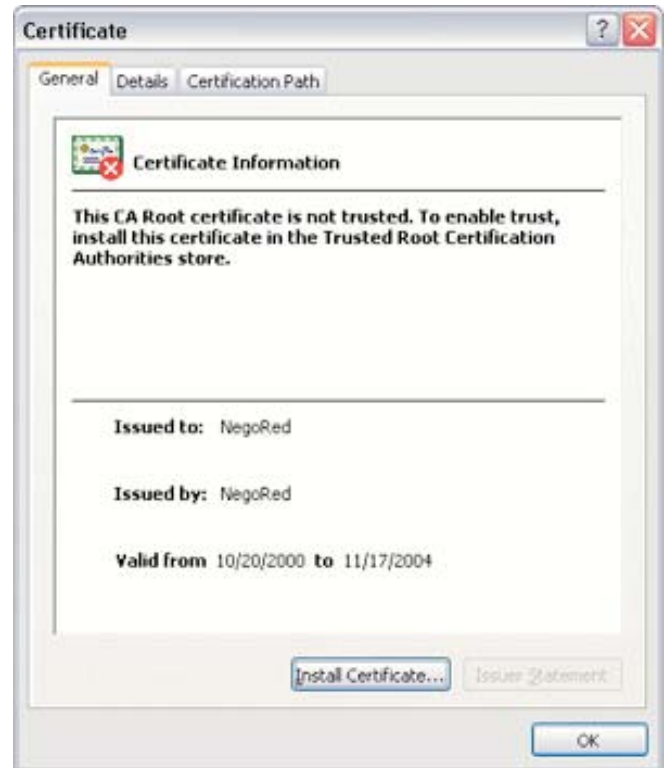 Certificate
General Details Certification Path
Certificate Information
This CA Root certificate is not trusted. To enable trust,
install this certificate in the Trusted Root Certification
Authorities store.
Issued to: NegoRed
Issued by: NegoRed
Valid from 10/20/2000 to 11/17/2004
Install Certificate... Issuer Statement
OK